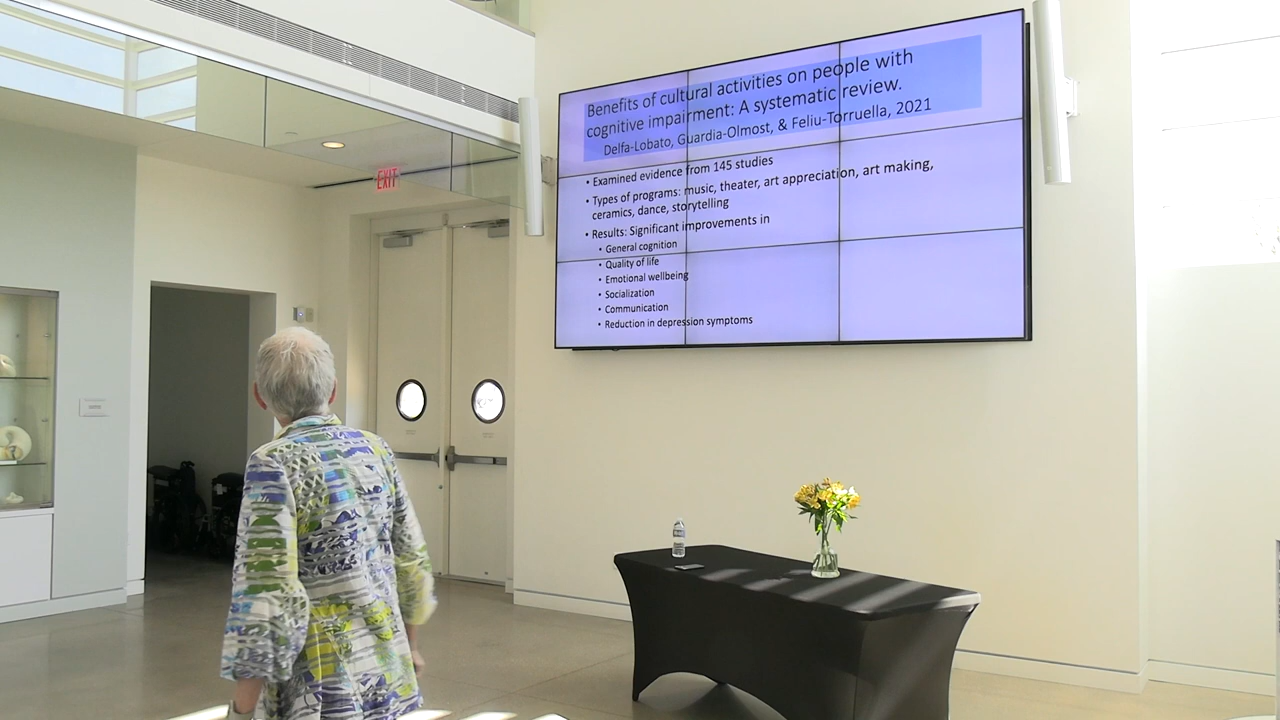 Benefits of cultural activities on people with
cognitive impairment: A systematic review.
Delfa-Lobato, Guardia-Olmost, & Feliu-Torruella, 2021
• Examined evidence from 145 studies
• Types of programs: music, theater, art appreciation, art making,
ceramics, dance, storytelling
• Results: Significant improvements in
• General cognition
• Quality of life
• Emotional wellbeing
• Socialization
• Communication
• Reduction in depression symptoms
EXIT